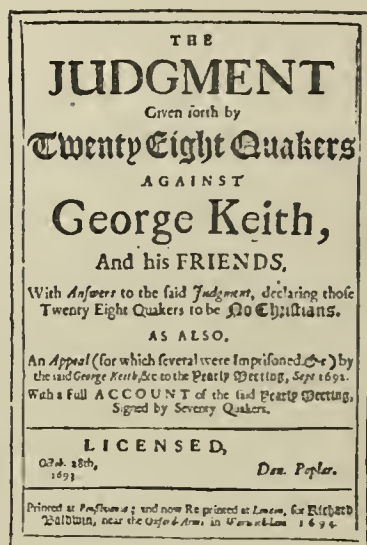 THE
JUDGMENT
Given forth by
Twenty Eight Quakers
AGAINST
George Keith,
And his FRIENDS,
With Answers to the said Judgment, declaring those
Twenty Eight Quakers to be No Christians.
AS ALSO,
An Appeal (for which several were Imprisoned, &c) by
the said George Keith, &c to the Yearly Meeting, Sept 1692.
With a Full ACCOUNT of the said Yearly Meeting,
Signed by Seventy Quakers.
LICENSED,
Octob. 28th,
1693
Dan. Poplar.
Printed at Pensilvania; and now Re printed at London, for Richard
Baldwin, near the Oxford Arms in Warwick Lane 1694